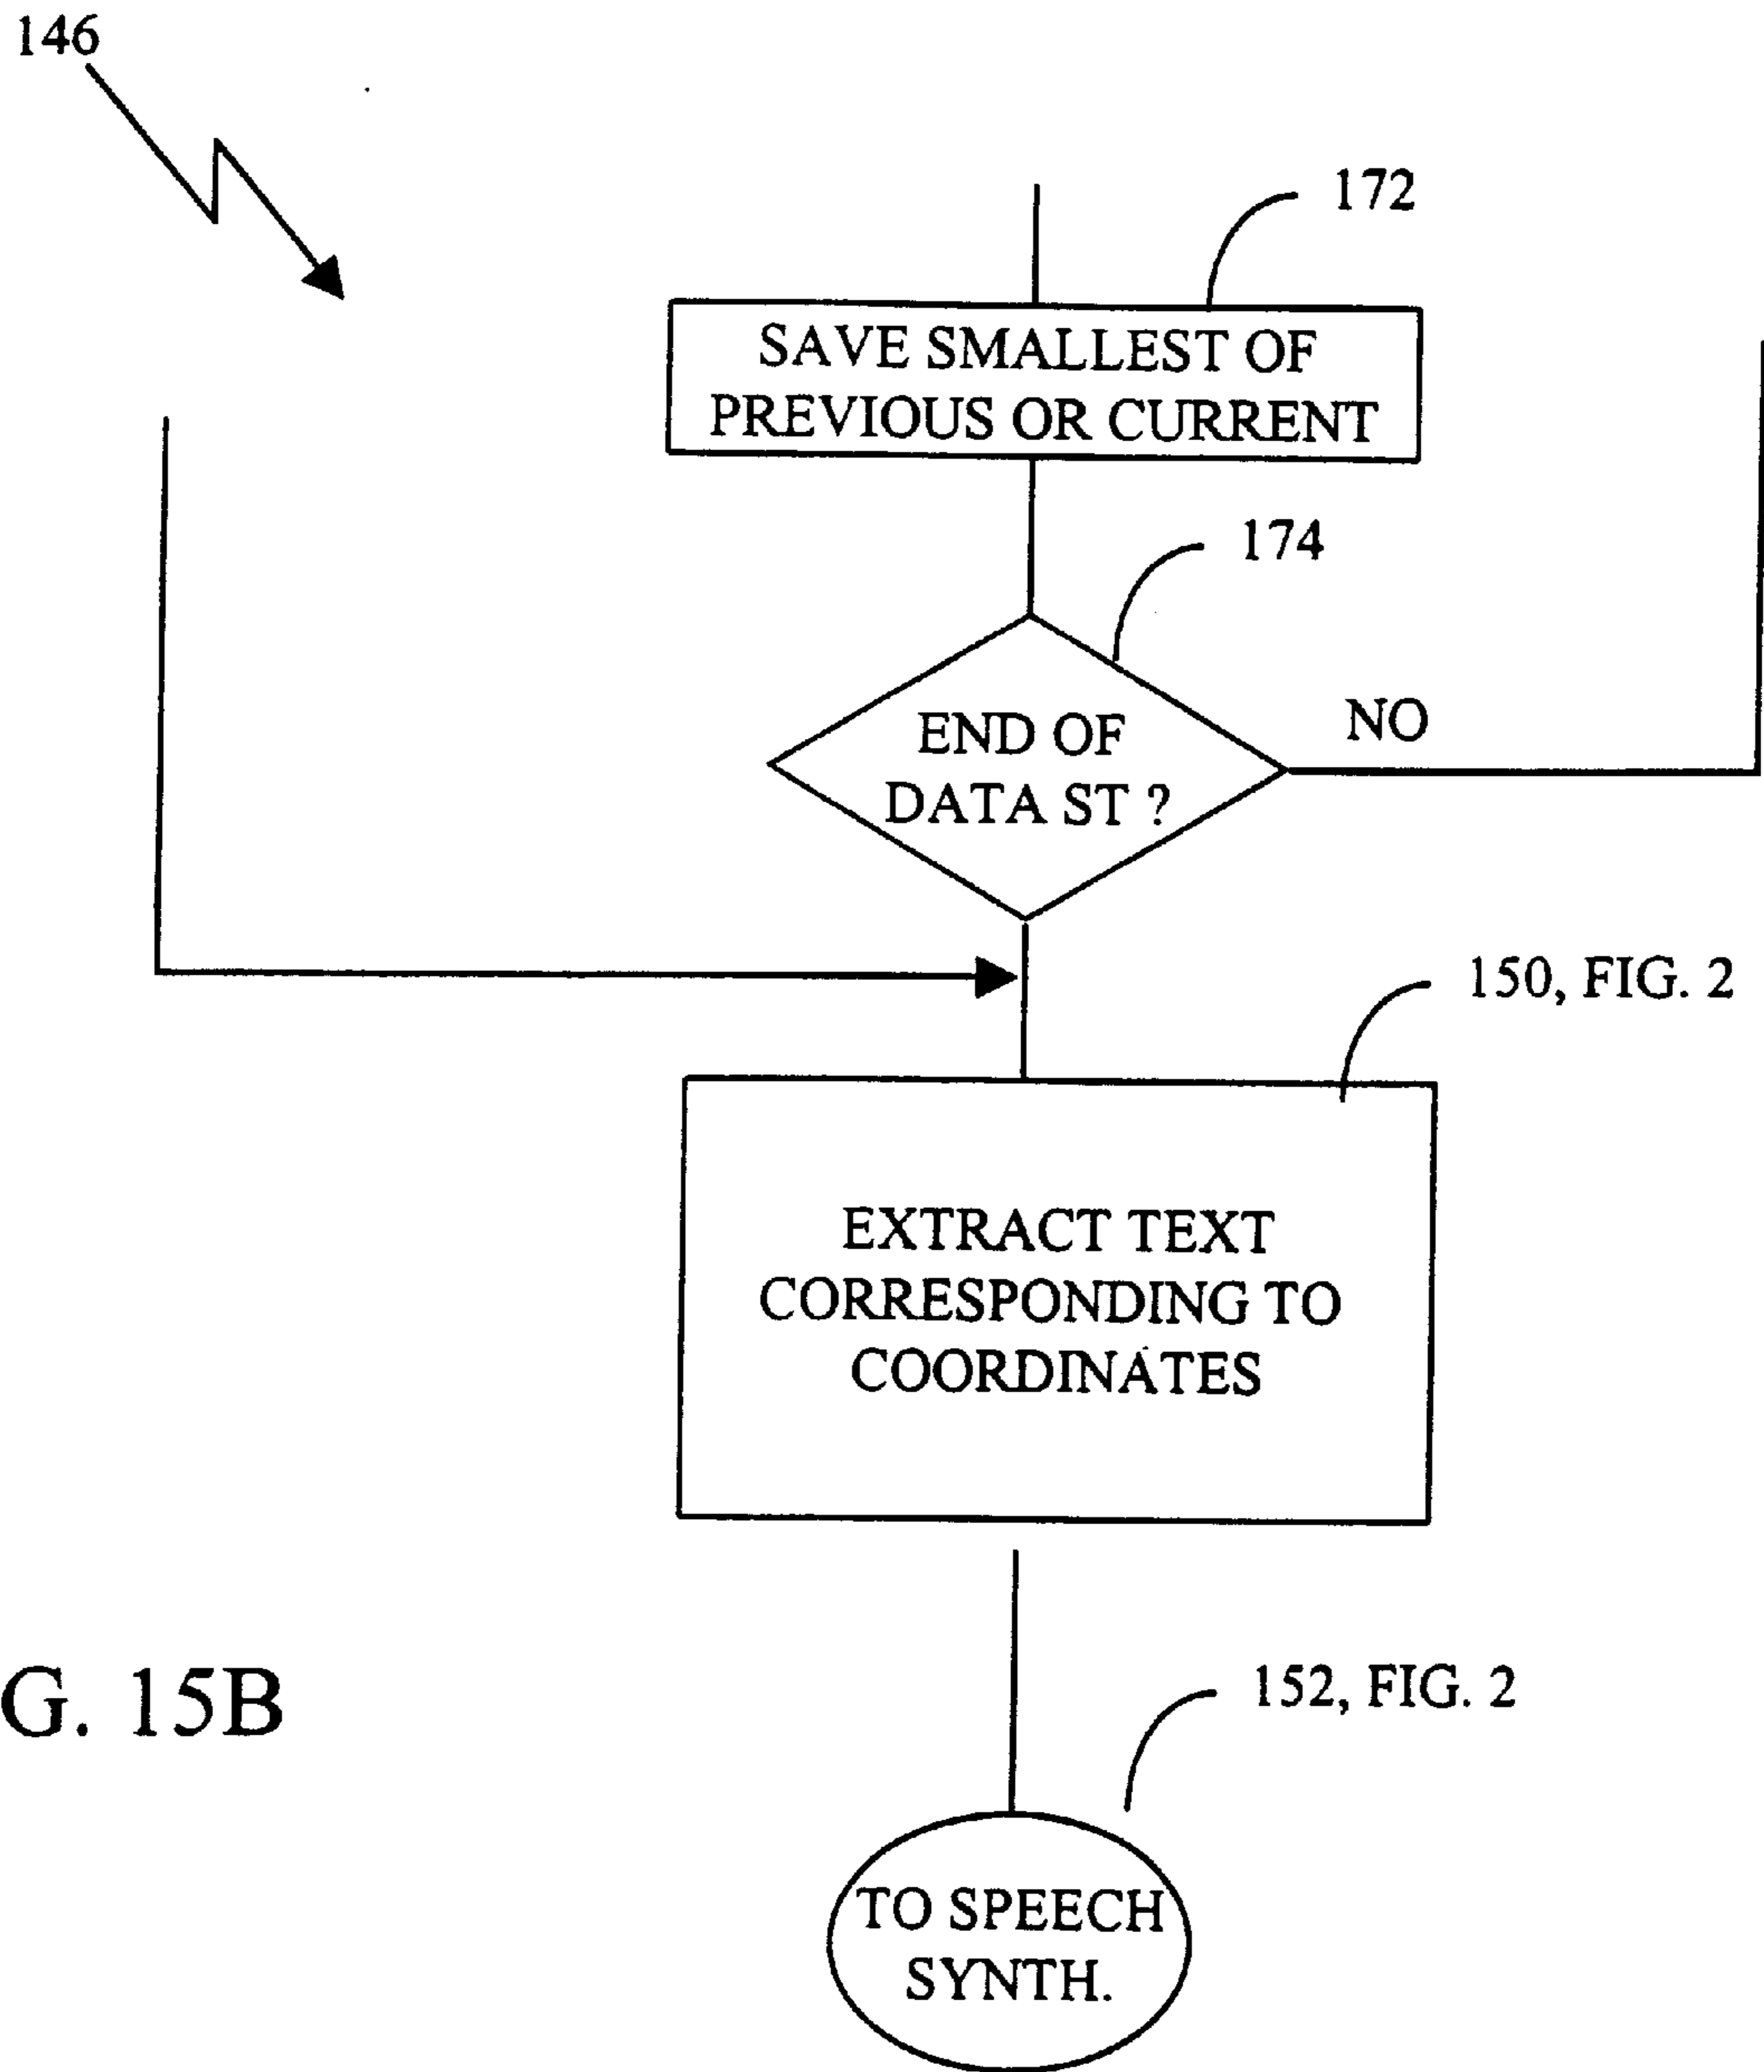 146
172
SAVE SMALLEST OF
PREVIOUS OR CURRENT
174
END OF
DATA ST ?
NO
150, FIG. 2
EXTRACT TEXT
CORRESPONDING TO
COORDINATES
G. 15B
152, FIG. 2
TO SPEECH
SYNTH.